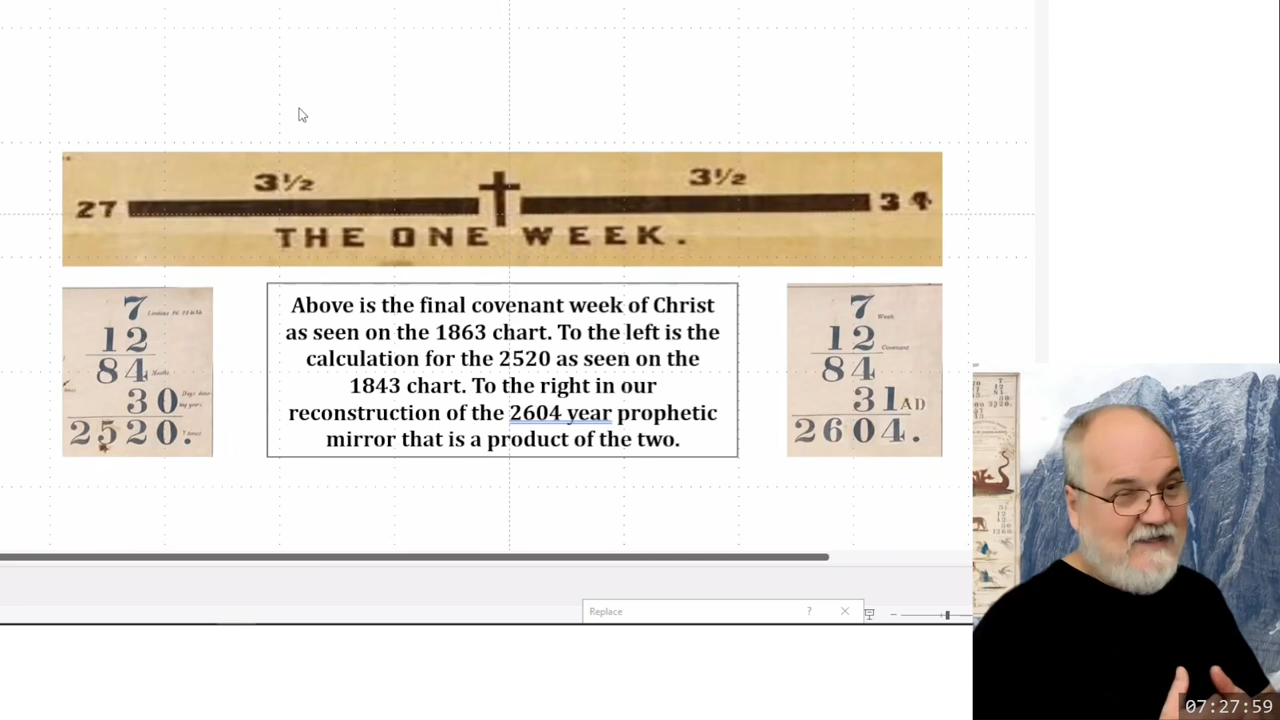 3½ 3½
27 34
THE ONE WEEK.
7
12
84 Months
30
2520.
Above is the final covenant week of Christ
as seen on the 1863 chart. To the left is the
calculation for the 2520 as seen on the
1843 chart. To the right in our
reconstruction of the 2604 year prophetic
mirror that is a product of the two.
7 Week
12 Covenant
84
31 AD
2604.
Replace ?
07:27:59